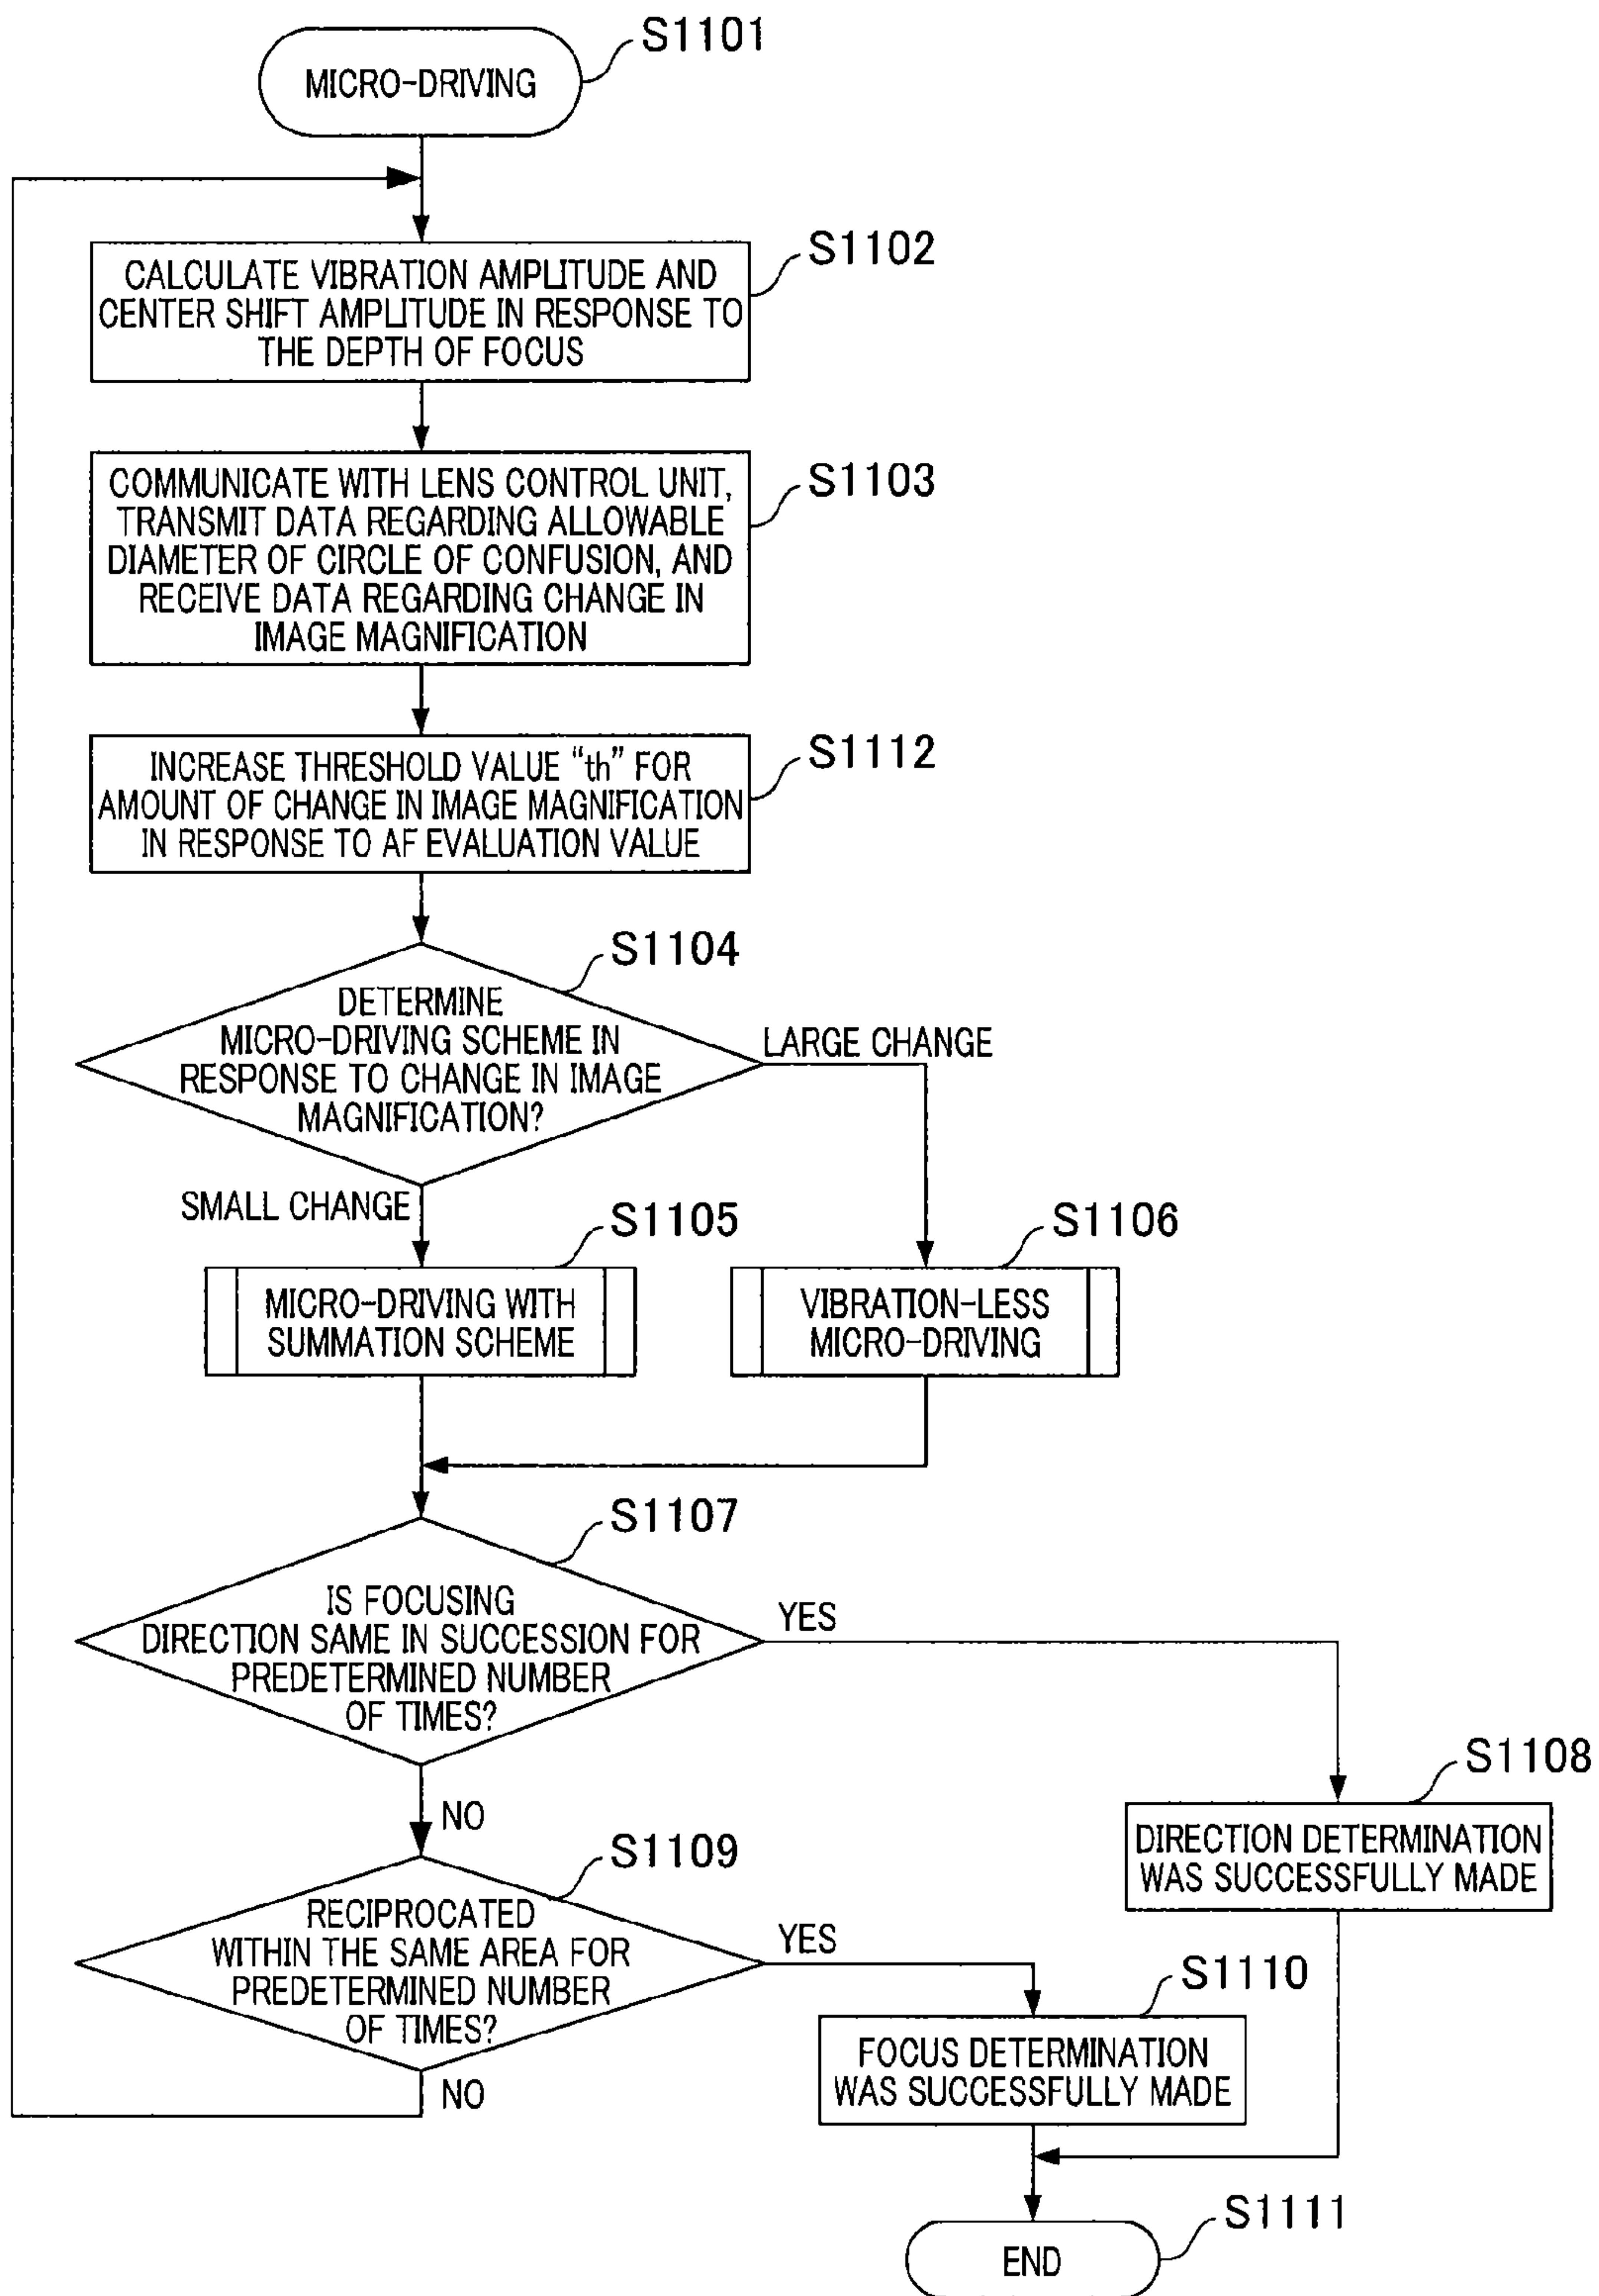 S1101
MICRO-DRIVING
S1102
CALCULATE VIBRATION AMPLITUDE AND
CENTER SHIFT AMPLITUDE IN RESPONSE TO
THE DEPTH OF FOCUS
S1103
COMMUNICATE WITH LENS CONTROL UNIT,
TRANSMIT DATA REGARDING ALLOWABLE
DIAMETER OF CIRCLE OF CONFUSION, AND
RECEIVE DATA REGARDING CHANGE IN
IMAGE MAGNIFICATION
S1112
INCREASE THRESHOLD VALUE “th” FOR
AMOUNT OF CHANGE IN IMAGE MAGNIFICATION
IN RESPONSE TO AF EVALUATION VALUE
S1104
DETERMINE
MICRO-DRIVING SCHEME IN
RESPONSE TO CHANGE IN IMAGE
MAGNIFICATION?
LARGE CHANGE
SMALL CHANGE
S1105
MICRO-DRIVING WITH
SUMMATION SCHEME
S1106
VIBRATION-LESS
MICRO-DRIVING
S1107
IS FOCUSING
DIRECTION SAME IN SUCCESSION FOR
PREDETERMINED NUMBER
OF TIMES?
YES
NO
S1108
DIRECTION DETERMINATION
WAS SUCCESSFULLY MADE
S1109
RECIPROCATED
WITHIN THE SAME AREA FOR
PREDETERMINED NUMBER
OF TIMES?
YES
NO
S1110
FOCUS DETERMINATION
WAS SUCCESSFULLY MADE
S1111
END